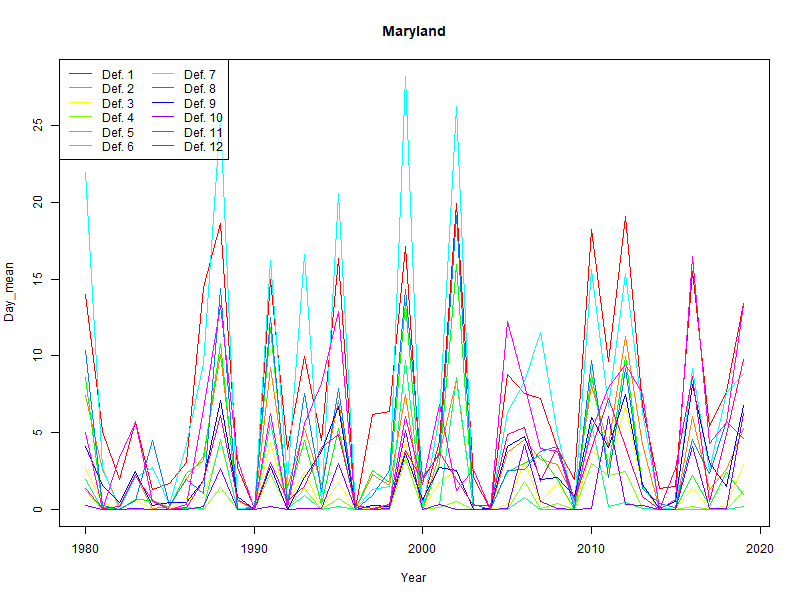 Maryland
Def. 1 Def. 7
Def. 2 Def. 8
Def. 3 Def. 9
Def. 4 Def. 10
Def. 5 Def. 11
Def. 6 Def. 12
Day_mean
25
20
15
10
5
0
1980 1990 2000 2010 2020
Year